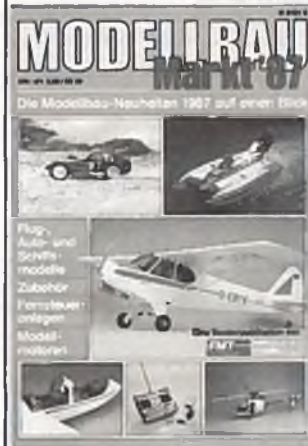 MODELLBAU
Markt '87
Die Modellbau-Neuheiten 1987 auf einen Blick
Flug-,
Auto- und
Schiffs-
modelle
Zubehör
Fernsteuer-
anlagen
Modell-
motoren
FMT